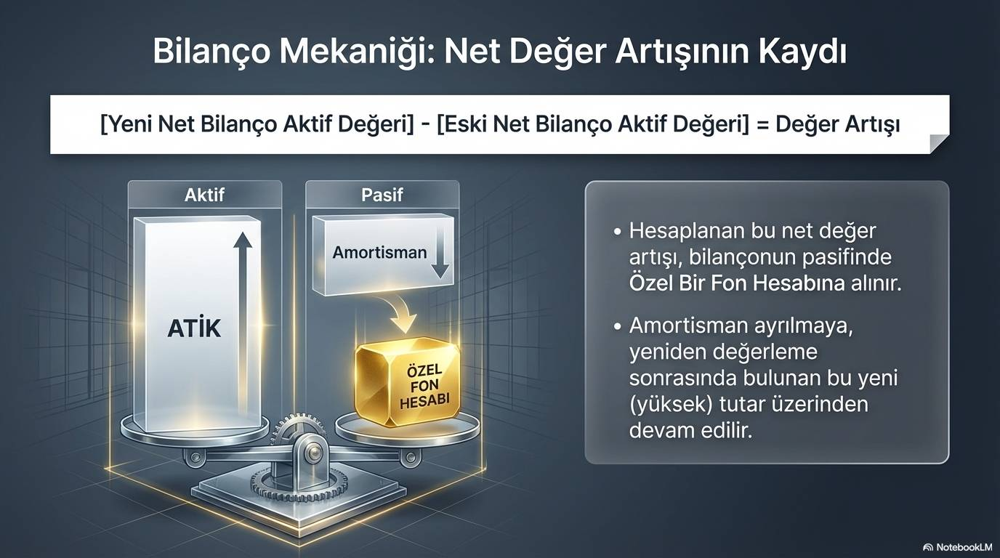 Bilanço Mekaniği: Net Değer Artışının Kaydı
[Yeni Net Bilanço Aktif Değeri] - [Eski Net Bilanço Aktif Değeri] = Değer Artışı
Aktif
ATİK
Pasif
Amortisman
ÖZEL
FON
HESABI
• Hesaplanan bu net değer
artışı, bilançonun pasifinde
Özel Bir Fon Hesabına alınır.
• Amortisman ayrılmaya,
yeniden değerleme
sonrasında bulunan bu yeni
(yüksek) tutar üzerinden
devam edilir.
NotebookLM